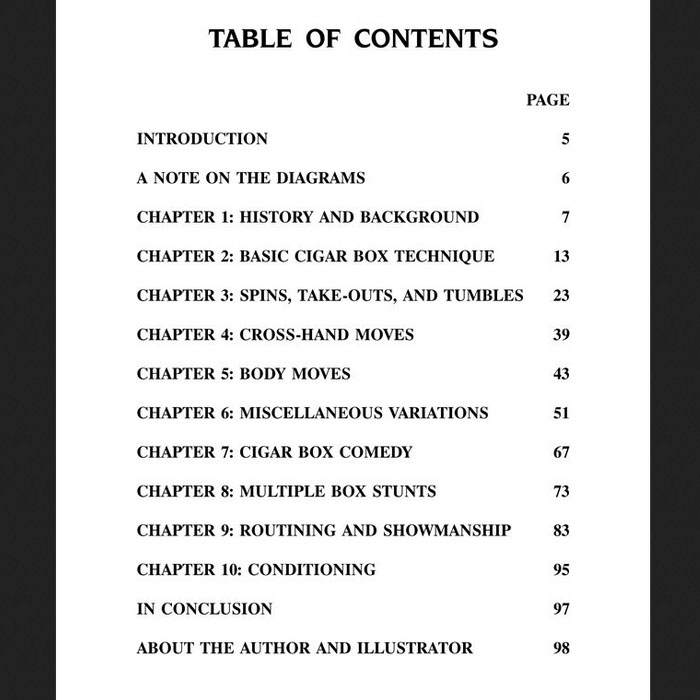 TABLE OF CONTENTS
PAGE
INTRODUCTION 5
A NOTE ON THE DIAGRAMS 6
CHAPTER 1: HISTORY AND BACKGROUND 7
CHAPTER 2: BASIC CIGAR BOX TECHNIQUE 13
CHAPTER 3: SPINS, TAKE-OUTS, AND TUMBLES 23
CHAPTER 4: CROSS-HAND MOVES 39
CHAPTER 5: BODY MOVES 43
CHAPTER 6: MISCELLANEOUS VARIATIONS 51
CHAPTER 7: CIGAR BOX COMEDY 67
CHAPTER 8: MULTIPLE BOX STUNTS 73
CHAPTER 9: ROUTINING AND SHOWMANSHIP 83
CHAPTER 10: CONDITIONING 95
IN CONCLUSION 97
ABOUT THE AUTHOR AND ILLUSTRATOR 98